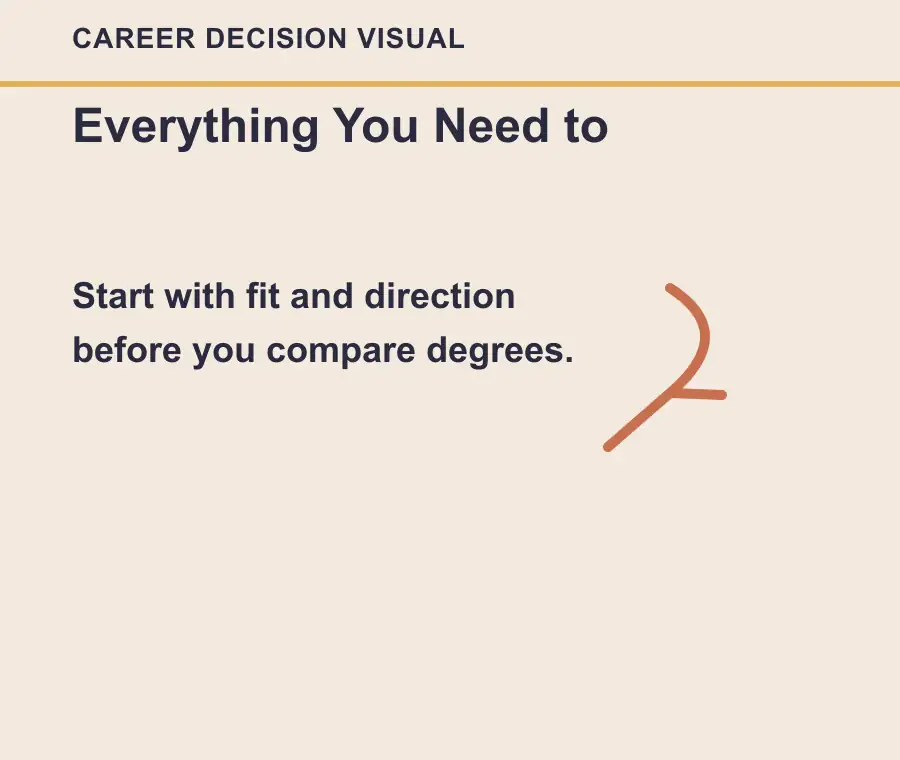 CAREER DECISION VISUAL
Everything You Need to
Start with fit and direction
before you compare degrees.